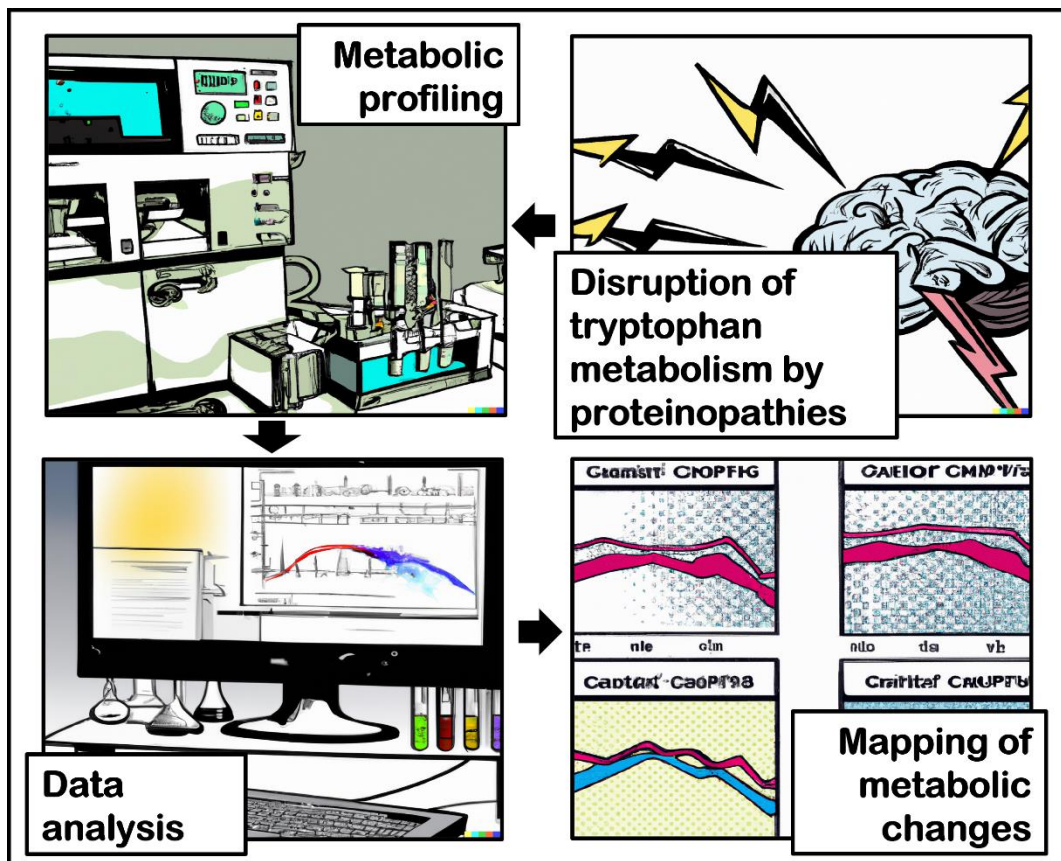 Metabolic
profiling
Disruption of
tryptophan
metabolism by
proteinopathies
Data
analysis
Mapping of
metabolic
changes